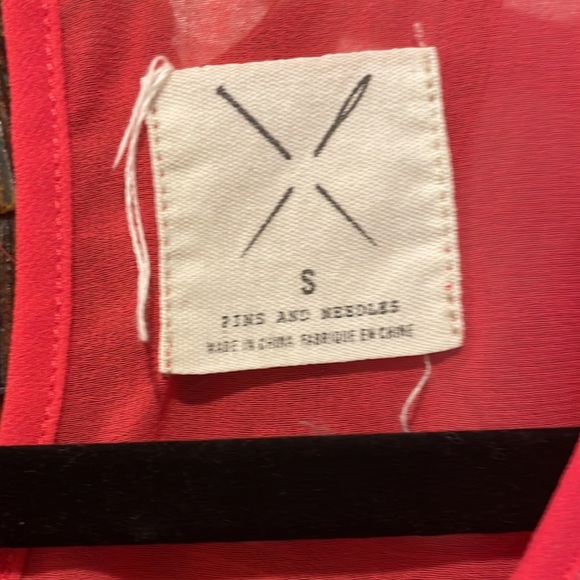 S
PINS AND NEEDLES
MADE IN CHINA FABRIQUE EN CHINE